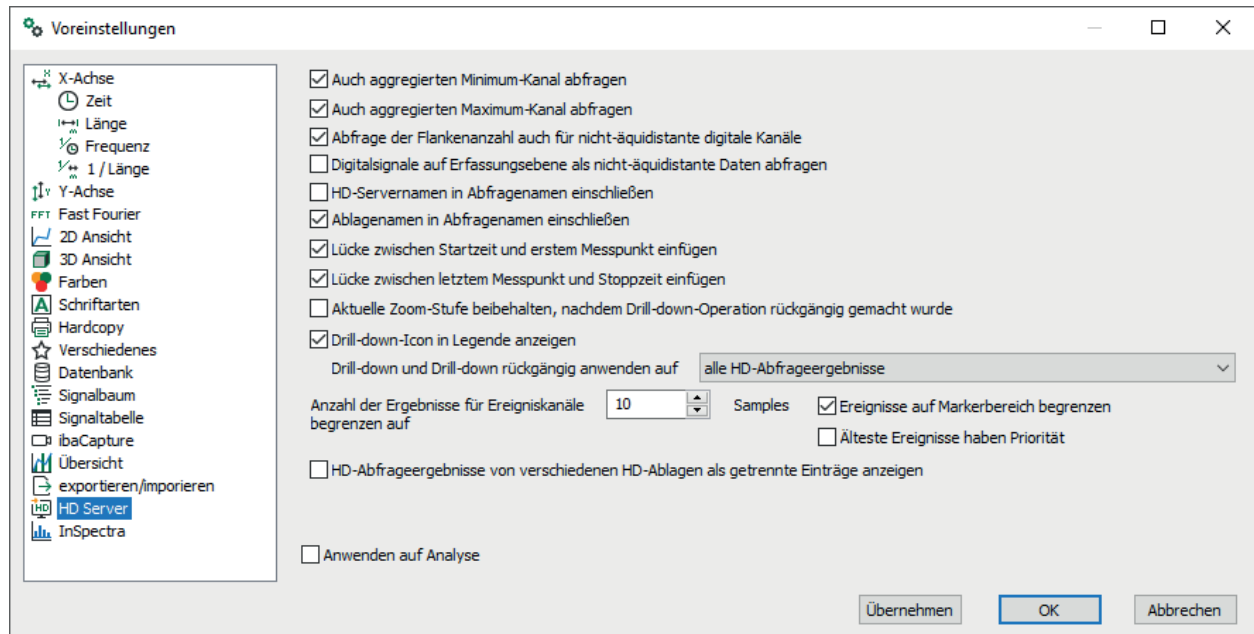 Voreinstellungen
X-Achse
Zeit
Länge
Frequenz
1 / Länge
Y-Achse
FFT Fast Fourier
2D Ansicht
3D Ansicht
Farben
A Schriftarten
Hardcopy
Verschiedenes
Datenbank
Signalbaum
Signaltabelle
ibaCapture
Übersicht
exportieren/imporieren
HD HD Server
InSpectra
Auch aggregierten Minimum-Kanal abfragen
Auch aggregierten Maximum-Kanal abfragen
Abfrage der Flankenanzahl auch für nicht-äquidistante digitale Kanäle
Digitalsignale auf Erfassungsebene als nicht-äquidistante Daten abfragen
HD-Servernamen in Abfragenamen einschließen
Ablagenamen in Abfragenamen einschließen
Lücke zwischen Startzeit und erstem Messpunkt einfügen
Lücke zwischen letztem Messpunkt und Stoppzeit einfügen
Aktuelle Zoom-Stufe beibehalten, nachdem Drill-down-Operation rückgängig gemacht wurde
Drill-down-Icon in Legende anzeigen
Drill-down und Drill-down rückgängig anwenden auf alle HD-Abfrageergebnisse
Anzahl der Ergebnisse für Ereigniskanäle
begrenzen auf
10 Samples
Ereignisse auf Markerbereich begrenzen
Älteste Ereignisse haben Priorität
HD-Abfrageergebnisse von verschiedenen HD-Ablagen als getrennte Einträge anzeigen
Anwenden auf Analyse
Übernehmen OK Abbrechen